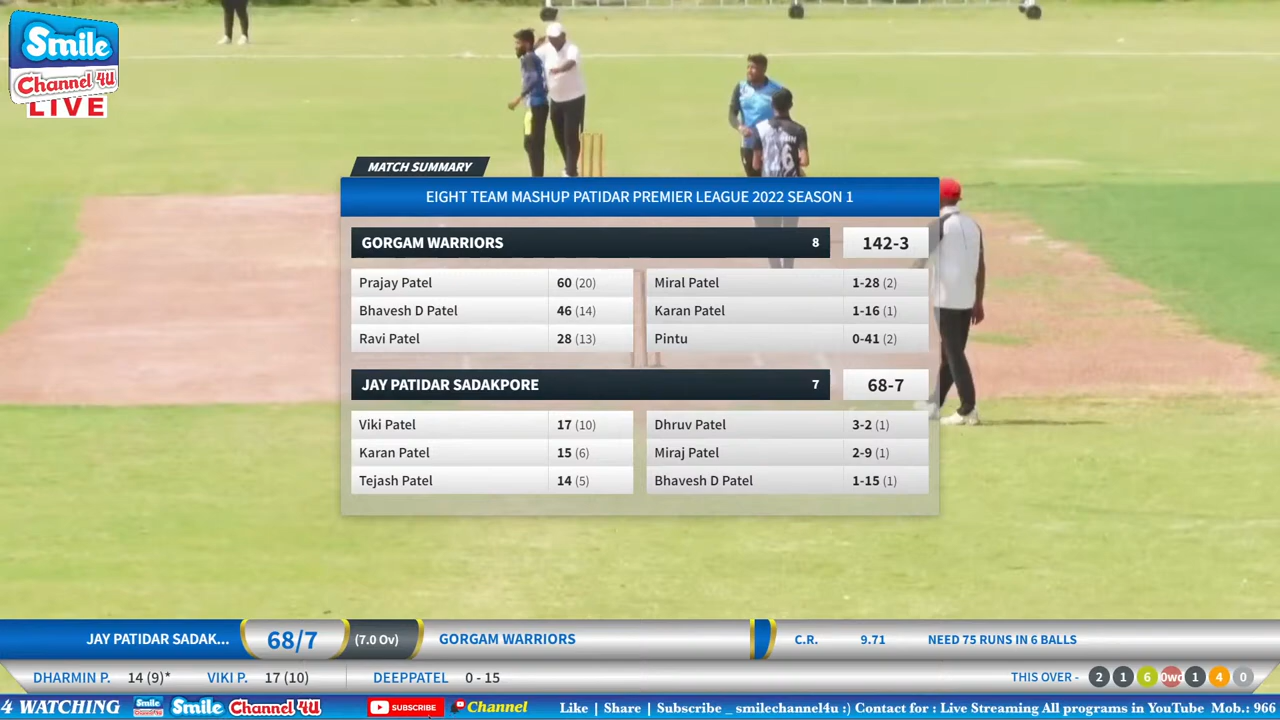 Smile
Channel 4U
LIVE
MATCH SUMMARY
EIGHT TEAM MASHUP PATIDAR PREMIER LEAGUE 2022 SEASON 1
GORGAM WARRIORS 8 142-3
Prajay Patel 60 (20) Miral Patel 1-28 (2)
Bhavesh D Patel 46 (14) Karan Patel 1-16 (1)
Ravi Patel 28 (13) Pintu 0-41 (2)
JAY PATIDAR SADAKPORE 7 68-7
Viki Patel 17 (10) Dhruv Patel 3-2 (1)
Karan Patel 15 (6) Miraj Patel 2-9 (1)
Tejash Patel 14 (5) Bhavesh D Patel 1-15 (1)
JAY PATIDAR SADAK... 68/7 (7.0 Ov) GORGAM WARRIORS C.R. 9.71 NEED 75 RUNS IN 6 BALLS
DHARMIN P. 14 (9)* VIKI P. 17 (10) DEEPPATEL 0 - 15 THIS OVER - 2 1 6 0wd 1 4 0
4 WATCHING Smile Channel 4U Smile Channel 4U SUBSCRIBE Channel Like | Share | Subscribe _ smilechannel4u :) Contact for : Live Streaming All programs in YouTube Mob.: 966